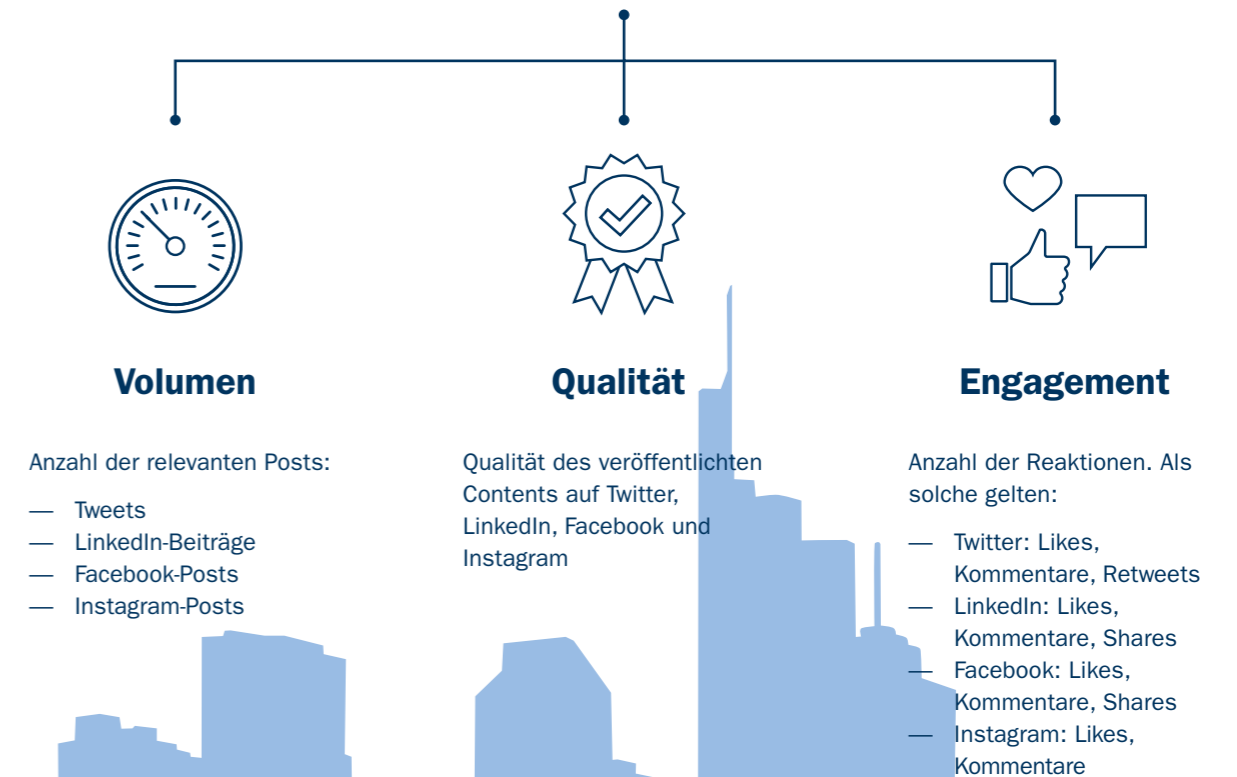 Volumen
Anzahl der relevanten Posts:
— Tweets
— LinkedIn-Beiträge
— Facebook-Posts
— Instagram-Posts
Qualität
Qualität des veröffentlichten
Contents auf Twitter,
LinkedIn, Facebook und
Instagram
Engagement
Anzahl der Reaktionen. Als
solche gelten:
— Twitter: Likes,
Kommentare, Retweets
— LinkedIn: Likes,
Kommentare, Shares
— Facebook: Likes,
Kommentare, Shares
— Instagram: Likes,
Kommentare